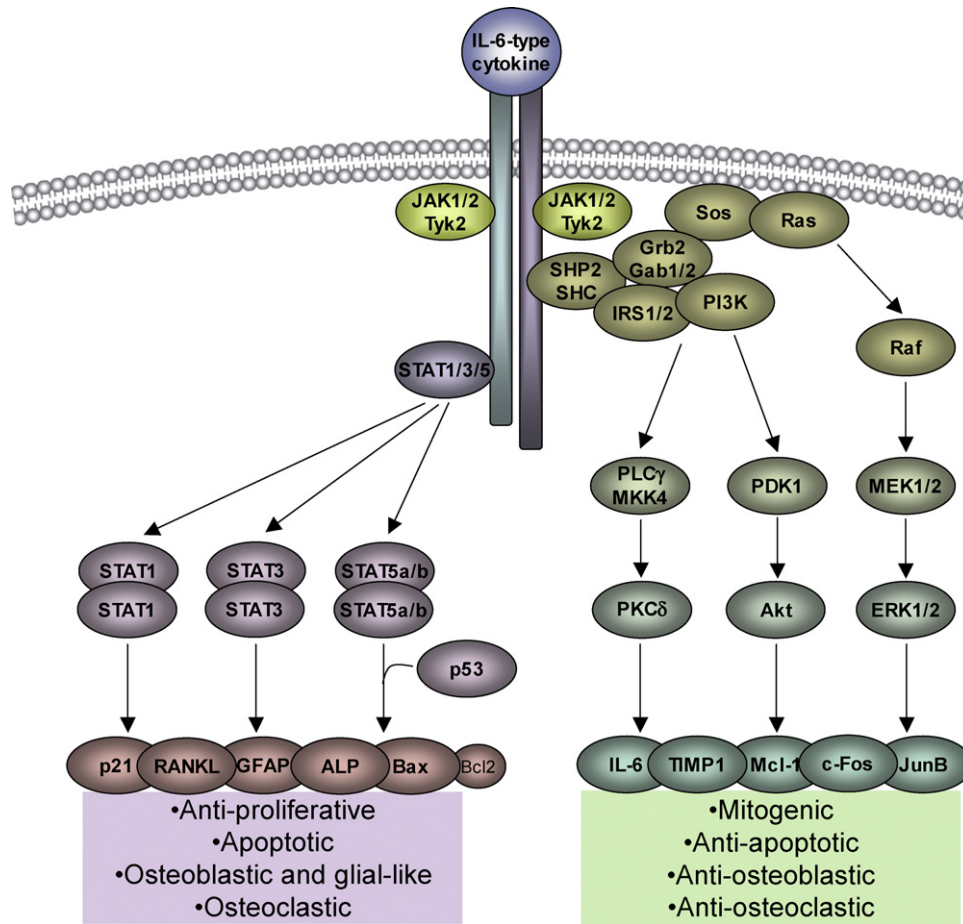 IL-6-type
cytokine
JAK1/2
Tyk2
JAK1/2
Tyk2
Sos
Ras
Grb2
Gab1/2
SHP2
SHC
IRS1/2
PI3K
Raf
STAT1/3/5
PLCγ
MKK4
PDK1
MEK1/2
STAT1
STAT1
STAT3
STAT3
STAT5a/b
STAT5a/b
PKCδ
Akt
ERK1/2
p53
p21
RANKL
GFAP
ALP
Bax
Bcl2
IL-6
TIMP1
Mcl-1
c-Fos
JunB
•Anti-proliferative
•Apoptotic
•Osteoblastic and glial-like
•Osteoclastic
•Mitogenic
•Anti-apoptotic
•Anti-osteoblastic
•Anti-osteoclastic